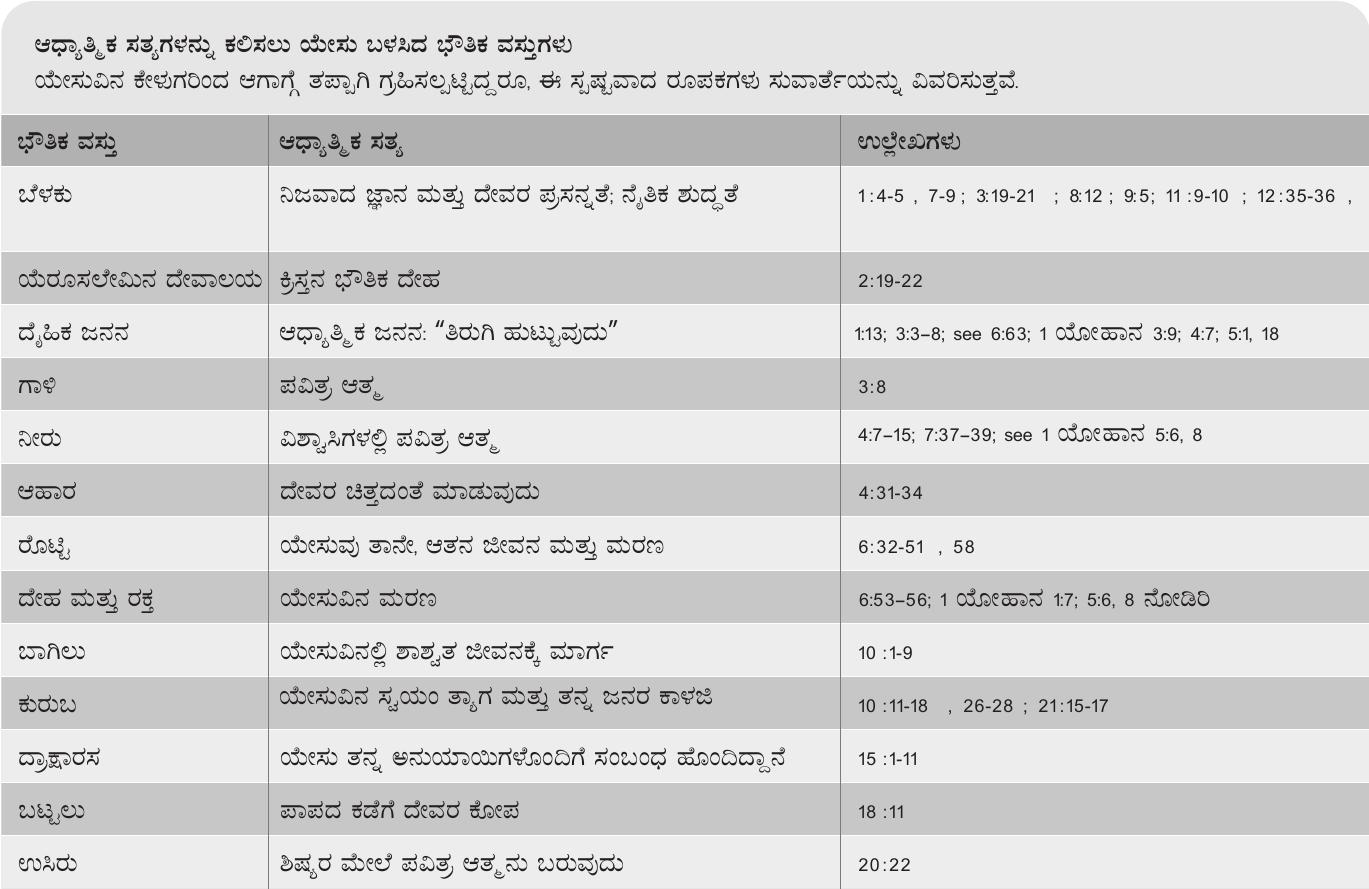 ಆಧ್ಯಾತ್ಮಿಕ ಸತ್ಯಗಳನ್ನು ಕಲಿಸಲು ಯೇಸು ಬಳಸಿದ ಭೌತಿಕ ವಸ್ತುಗಳು
ಯೇಸುವಿನ ಕೇಳುಗರಿಂದ ಆಗಾಗ್ಗೆ ತಪ್ಪಾಗಿ ಗ್ರಹಿಸಲ್ಪಟ್ಟಿದ್ದರೂ, ಈ ಸ್ಪಷ್ಟವಾದ ರೂಪಕಗಳು ಸುವಾರ್ತೆಯನ್ನು ವಿವರಿಸುತ್ತವೆ.
ಭೌತಿಕ ವಸ್ತು ಆಧ್ಯಾತ್ಮಿಕ ಸತ್ಯ ಉಲ್ಲೇಖಗಳು
ಬೆಳಕು ನಿಜವಾದ ಜ್ಞಾನ ಮತ್ತು ದೇವರ ಪ್ರಸನ್ನತೆ; ನೈತಿಕ ಶುದ್ಧತೆ 1:4-5 , 7-9 ; 3:19-21 ; 8:12 ; 9:5; 11 :9-10 ; 12:35-36 ,
ಯೆರೂಸಲೇಮಿನ ದೇವಾಲಯ ಕ್ರಿಸ್ತನ ಭೌತಿಕ ದೇಹ 2:19-22
ದೈಹಿಕ ಜನನ ಆಧ್ಯಾತ್ಮಿಕ ಜನನ: “ತಿರುಗಿ ಹುಟ್ಟುವುದು” 1:13; 3:3–8; see 6:63; 1 ಯೋಹಾನ 3:9; 4:7; 5:1, 18
ಗಾಳಿ ಪವಿತ್ರ ಆತ್ಮ 3:8
ನೀರು ವಿಶ್ವಾಸಿಗಳಲ್ಲಿ ಪವಿತ್ರ ಆತ್ಮ 4:7–15; 7:37–39; see 1 ಯೋಹಾನ 5:6, 8
ಆಹಾರ ದೇವರ ಚಿತ್ತದಂತೆ ಮಾಡುವುದು 4:31-34
ರೊಟ್ಟಿ ಯೇಸುವು ತಾನೇ, ಆತನ ಜೀವನ ಮತ್ತು ಮರಣ 6:32-51 , 58
ದೇಹ ಮತ್ತು ರಕ್ತ ಯೇಸುವಿನ ಮರಣ 6:53–56; 1 ಯೋಹಾನ 1:7; 5:6, 8 ನೋಡಿರಿ
ಬಾಗಿಲು ಯೇಸುವಿನಲ್ಲಿ ಶಾಶ್ವತ ಜೀವನಕ್ಕೆ ಮಾರ್ಗ 10 :1-9
ಕುರುಬ ಯೇಸುವಿನ ಸ್ವಯಂ ತ್ಯಾಗ ಮತ್ತು ತನ್ನ ಜನರ ಕಾಳಜಿ 10 :11-18 , 26-28 ; 21:15-17
ದ್ರಾಕ್ಷಾರಸ ಯೇಸು ತನ್ನ ಅನುಯಾಯಿಗಳೊಂದಿಗೆ ಸಂಬಂಧ ಹೊಂದಿದ್ದಾನೆ 15 :1-11
ಬಟ್ಟಲು ಪಾಪದ ಕಡೆಗೆ ದೇವರ ಕೋಪ 18 :11
ಉಸಿರು ಶಿಷ್ಯರ ಮೇಲೆ ಪವಿತ್ರ ಆತ್ಮನು ಬರುವುದು 20:22